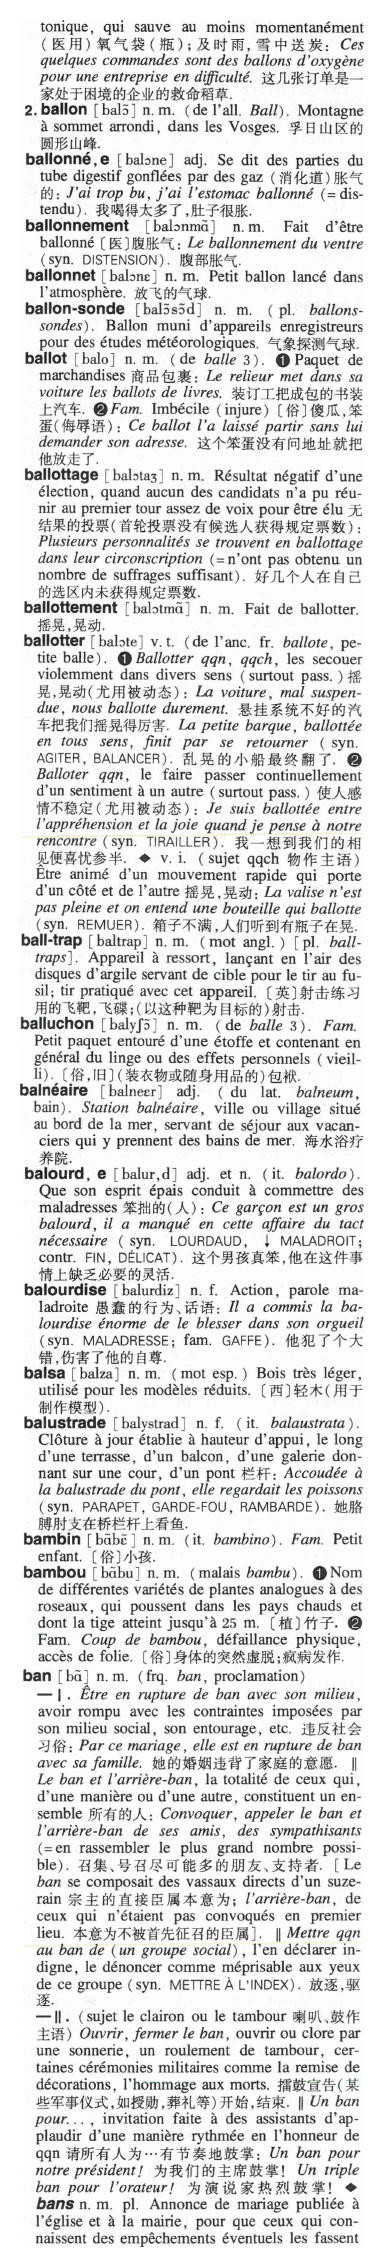 tonique, qui sauve au moins momentanément
(医用)氧气袋(瓶);及时雨,雪中送炭: Ces
quelques commandes sont des ballons d'oxygène
pour une entreprise en difficulté. 这几张订单是一
家处于困境的企业的救命稻草.
2. ballon [balɔ̃] n. m. (de l'all. Ball). Montagne
à sommet arrondi, dans les Vosges. 孚日山区的
圆形山峰.
ballonné, e [balɔne] adj. Se dit des parties du
tube digestif gonflées par des gaz (消化道)胀气
的: J'ai trop bu, j'ai l'estomac ballonné (= dis-
tendu). 我喝得太多了,肚子很胀.
ballonnement [balɔnmɑ̃] n. m. Fait d'être
ballonné〔医〕腹胀气: Le ballonnement du ventre
(syn. DISTENSION). 腹部胀气.
ballonnet [balɔnɛ] n. m. Petit ballon lancé dans
l'atmosphère. 放飞的气球.
ballon-sonde [balɔ̃sɔ̃d] n. m. (pl. ballons-
sondes). Ballon muni d'appareils enregistreurs
pour des études météorologiques. 气象探测气球.
ballot [balo] n. m. (de balle 3). ❶ Paquet de
marchandises 商品包裹: Le relieur met dans sa
voiture les ballots de livres. 装订工把成包的书装
上汽车. ❷ Fam. Imbécile (injure)〔俗〕傻瓜,笨
蛋(侮辱语): Ce ballot l'a laissé partir sans lui
demander son adresse. 这个笨蛋没有问地址就把
他放走了.
ballottage [balɔtaʒ] n. m. Résultat négatif d'une
élection, quand aucun des candidats n'a pu réu-
nir au premier tour assez de voix pour être élu 无
结果的投票(首轮投票没有候选人获得规定票数):
Plusieurs personnalités se trouvent en ballottage
dans leur circonscription (= n'ont pas obtenu un
nombre de suffrages suffisant). 好几个人在自己
的选区内未获得规定票数.
ballottement [balɔtmɑ̃] n. m. Fait de ballotter.
摇晃,晃动.
ballotter [balɔte] v. t. (de l'anc. fr. ballote, pe-
tite balle). ❶ Ballotter qqn, qqch, les secouer
violemment dans divers sens (surtout pass.) 摇
晃,晃动(尤用被动态): La voiture, mal suspen-
due, nous ballotte durement. 悬挂系统不好的汽
车把我们摇晃得厉害. La petite barque, ballottée
en tous sens, finit par se retourner (syn.
AGITER, BALANCER). 乱晃的小船最终翻了. ❷
Balloter qqn, le faire passer continuellement
d'un sentiment à un autre (surtout pass.) 使人感
情不稳定(尤用被动态): Je suis ballottée entre
l'appréhension et la joie quand je pense à notre
rencontre (syn. TIRAILLER). 我一想到我们的相
见便喜忧参半. ◆ v. i. (sujet qqch 物作主语)
Être animé d'un mouvement rapide qui porte
d'un côté et de l'autre 摇晃,晃动: La valise n'est
pas pleine et on entend une bouteille qui ballotte
(syn. REMUER). 箱子不满,人们听到有瓶子在晃.
ball-trap [baltrap] n. m. (mot angl.) [pl. ball-
traps]. Appareil à ressort, lançant en l'air des
disques d'argile servant de cible pour le tir au fu-
sil; tir pratiqué avec cet appareil. 〔英〕射击练习
用的飞靶,飞碟;(以这种靶为目标的)射击.
balluchon [balyʃɔ̃] n. m. (de balle 3). Fam.
Petit paquet entouré d'une étoffe et contenant en
général du linge ou des effets personnels (vieil-
li). 〔俗,旧〕(装衣物或随身用品的)包袱.
balnéaire [balneɛr] adj. (du lat. balneum,
bain). Station balnéaire, ville ou village situé
au bord de la mer, servant de séjour aux vacan-
ciers qui y prennent des bains de mer. 海水浴疗
养院.
balourd, e [balur,d] adj. et n. (it. balordo).
Que son esprit épais conduit à commettre des
maladresses 笨拙的(人): Ce garçon est un gros
balourd, il a manqué en cette affaire du tact
nécessaire (syn. LOURDAUD, ↓ MALADROIT;
contr. FIN, DÉLICAT). 这个男孩真笨,他在这件事
情上缺乏必要的灵活.
balourdise [balurdiz] n. f. Action, parole ma-
ladroite 愚蠢的行为、话语: Il a commis la ba-
lourdise énorme de le blesser dans son orgueil
(syn. MALADRESSE; fam. GAFFE). 他犯了个大
错,伤害了他的自尊.
balsa [balza] n. m. (mot esp.) Bois très léger,
utilisé pour les modèles réduits. 〔西〕轻木(用于
制作模型).
balustrade [balystrad] n. f. (it. balaustrata).
Clôture à jour établie à hauteur d'appui, le long
d'une terrasse, d'un balcon, d'une galerie don-
nant sur une cour, d'un pont 栏杆: Accoudée à
la balustrade du pont, elle regardait les poissons
(syn. PARAPET, GARDE-FOU, RAMBARDE). 她胳
膊肘支在桥栏杆上看鱼.
bambin [bɑ̃bɛ̃] n. m. (it. bambino). Fam. Petit
enfant. 〔俗〕小孩.
bambou [bɑ̃bu] n. m. (malais bambu). ❶ Nom
de différentes variétés de plantes analogues à des
roseaux, qui poussent dans les pays chauds et
dont la tige atteint jusqu'à 25 m. 〔植〕竹子. ❷
Fam. Coup de bambou, défaillance physique,
accès de folie. 〔俗〕身体的突然虚脱;疯病发作.
ban [bɑ̃] n. m. (frq. ban, proclamation)
— Ⅰ. Être en rupture de ban avec son milieu,
avoir rompu avec les contraintes imposées par
son milieu social, son entourage, etc. 违反社会
习俗: Par ce mariage, elle est en rupture de ban
avec sa famille. 她的婚姻违背了家庭的意愿. ‖
Le ban et l'arrière-ban, la totalité de ceux qui,
d'une manière ou d'une autre, constituent un en-
semble 所有的人: Convoquer, appeler le ban et
l'arrière-ban de ses amis, des sympathisants
(= en rassembler le plus grand nombre possi-
ble). 召集、号召尽可能多的朋友、支持者. [Le
ban se composait des vassaux directs d'un suze-
rain 宗主的直接臣属本意为; l'arrière-ban, de
ceux qui n'étaient pas convoqués en premier
lieu. 本意为不被首先征召的臣属]. ‖ Mettre qqn
au ban de (un groupe social), l'en déclarer in-
digne, le dénoncer comme méprisable aux yeux
de ce groupe (syn. METTRE À L'INDEX). 放逐,驱
逐.
— Ⅱ. (sujet le clairon ou le tambour 喇叭、鼓作
主语) Ouvrir, fermer le ban, ouvrir ou clore par
une sonnerie, un roulement de tambour, cer-
taines cérémonies militaires comme la remise de
décorations, l'hommage aux morts. 擂鼓宣告(某
些军事仪式,如授勋,葬礼等)开始,结束. ‖ Un ban
pour..., invitation faite à des assistants d'ap-
plaudir d'une manière rythmée en l'honneur de
qqn 请所有人为…有节奏地鼓掌: Un ban pour
notre président! 为我们的主席鼓掌! Un triple
ban pour l'orateur! 为演说家热烈鼓掌! ◆
bans n. m. pl. Annonce de mariage publiée à
l'église et à la mairie, pour que ceux qui con-
naissent des empêchements éventuels les fassent